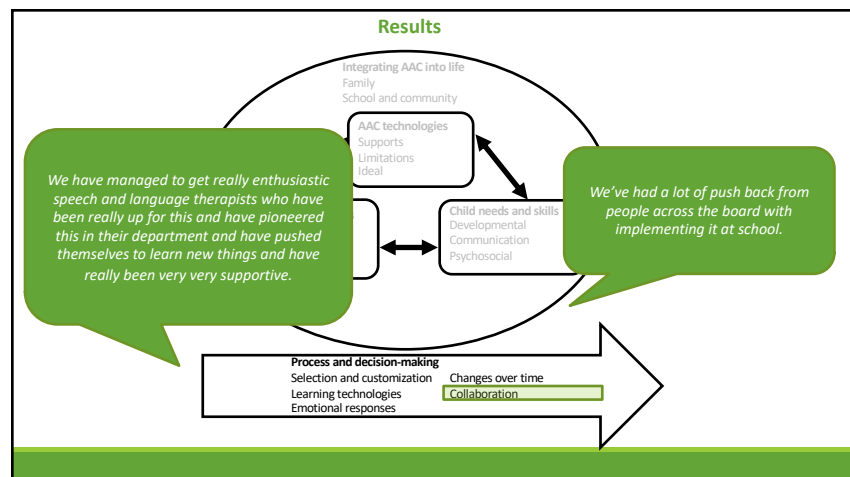 Results
Integrating AAC into life
Family
School and community
AAC technologies
Supports
Limitations
Ideal
We have managed to get really enthusiastic
speech and language therapists who have
been really up for this and have pioneered
this in their department and have pushed
themselves to learn new things and have
really been very very supportive.
Child needs and skills
Developmental
Communication
Psychosocial
We’ve had a lot of push back from
people across the board with
implementing it at school.
Process and decision-making
Selection and customization
Learning technologies
Emotional responses
Changes over time
Collaboration